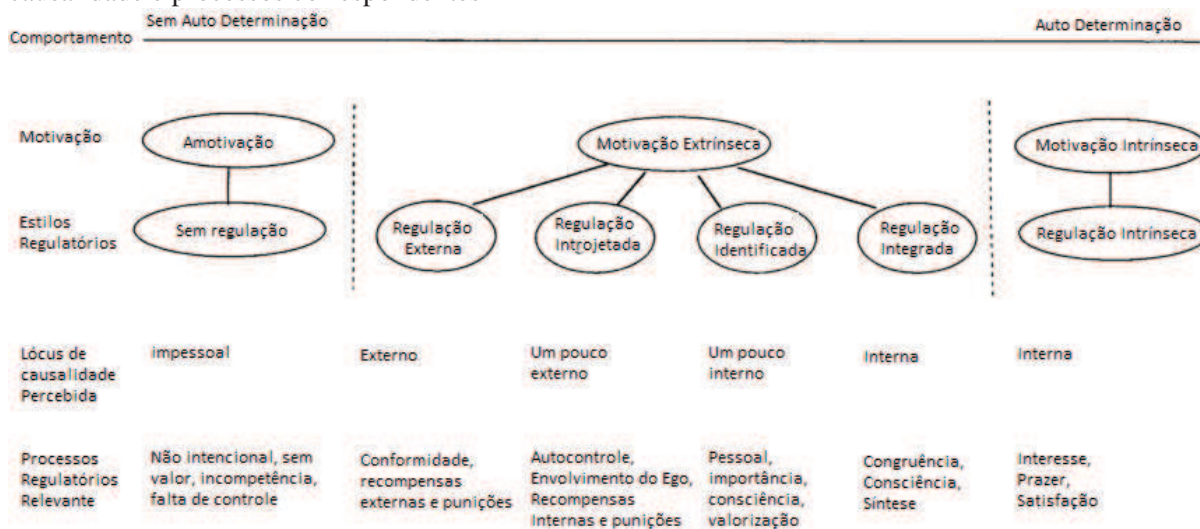 Sem Auto Determinação
Auto Determinação
Comportamento
Motivação
Amotivação
Motivação Extrínseca
Motivação Intrínseca
Estilos
Regulatórios
Sem regulação
Regulação
Externa
Regulação
Introjetada
Regulação
Identificada
Regulação
Integrada
Regulação Intrínseca
Lócus de
causalidade
Percebida
impessoal
Externo
Um pouco
externo
Um pouco
interno
Interna
Interna
Processos
Regulatórios
Relevante
Não intencional, sem
valor, incompetência,
falta de controle
Conformidade,
recompensas
externas e punições
Autocontrole,
Envolvimento do Ego,
Recompensas
Internas e punições
Pessoal,
importância,
consciência,
valorização
Congruência,
Consciência,
Síntese
Interesse,
Prazer,
Satisfação